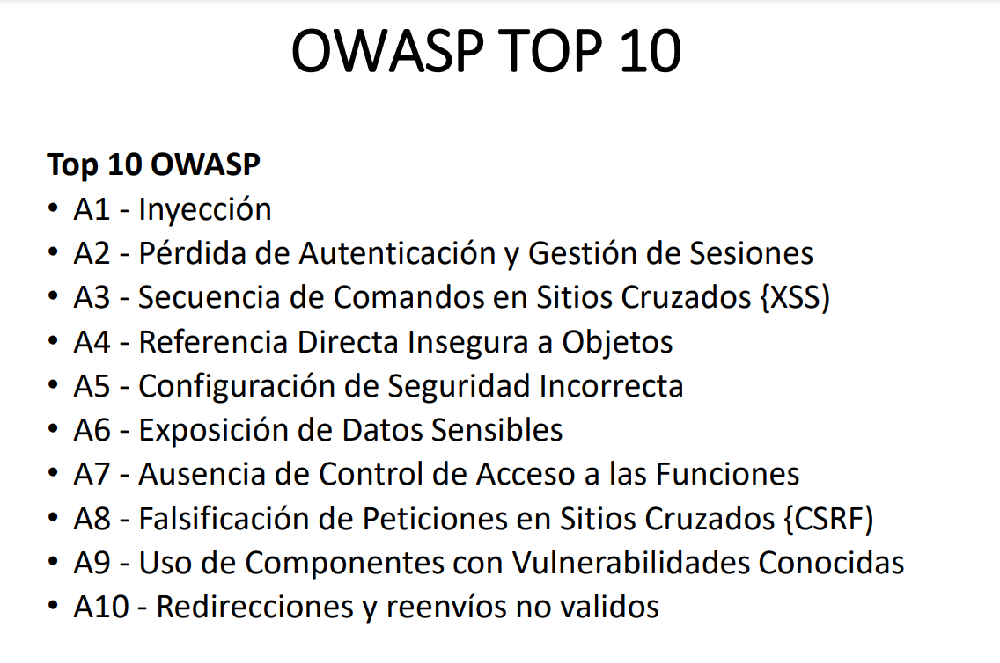 OWASP TOP 10
Top 10 OWASP
• A1 - Inyección
• A2 - Pérdida de Autenticación y Gestión de Sesiones
• A3 - Secuencia de Comandos en Sitios Cruzados {XSS)
• A4 - Referencia Directa Insegura a Objetos
• A5 - Configuración de Seguridad Incorrecta
• A6 - Exposición de Datos Sensibles
• A7 - Ausencia de Control de Acceso a las Funciones
• A8 - Falsificación de Peticiones en Sitios Cruzados {CSRF)
• A9 - Uso de Componentes con Vulnerabilidades Conocidas
• A10 - Redirecciones y reenvíos no validos